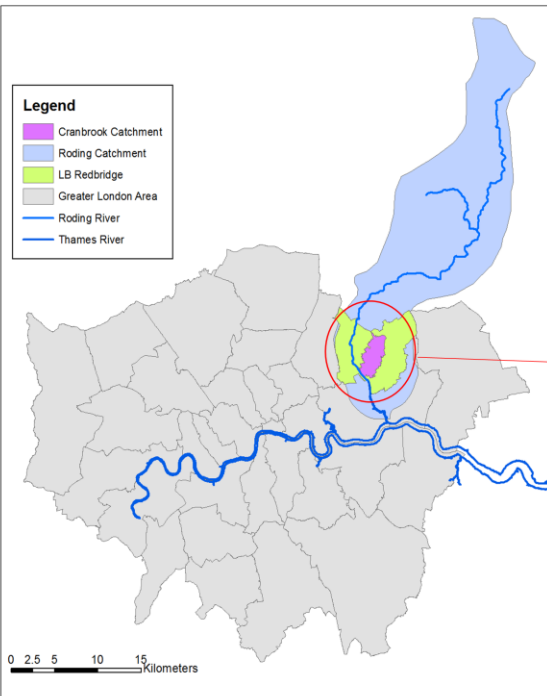 Legend
Cranbrook Catchment
Roding Catchment
LB Redbridge
Greater London Area
Roding River
Thames River
0 2.5 5 10 15
Kilometers